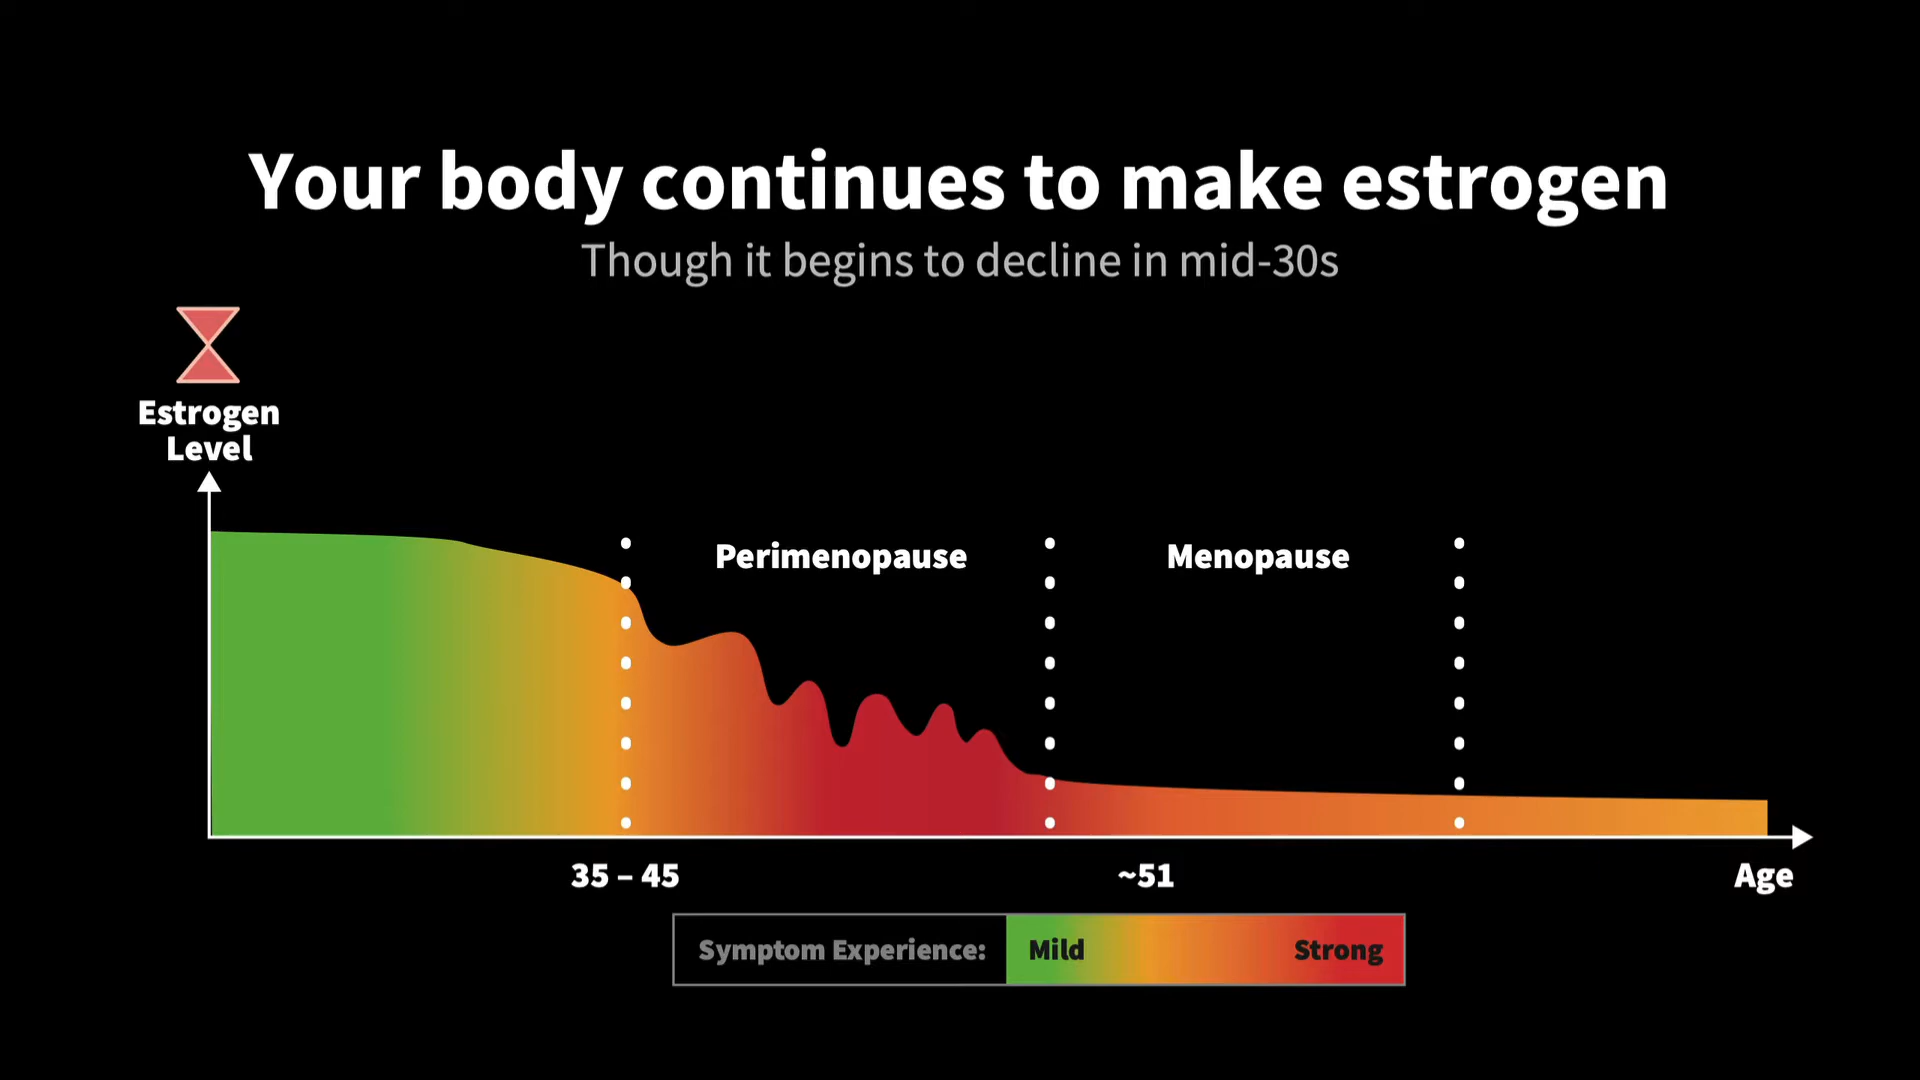 Your body continues to make estrogen
Though it begins to decline in mid-30s
Estrogen
Level
Perimenopause
Menopause
35 – 45
~51
Age
Symptom Experience:
Mild
Strong